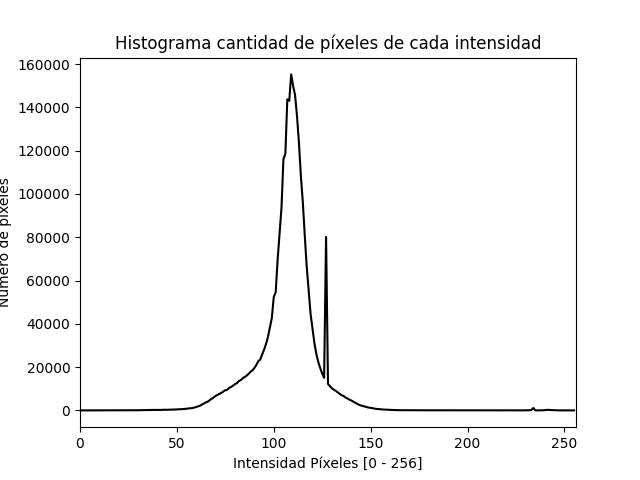 Histograma cantidad de píxeles de cada intensidad
160000
140000
120000
100000
80000
60000
40000
20000
0
Número de píxeles
0 50 100 150 200 250
Intensidad Píxeles [0 - 256]